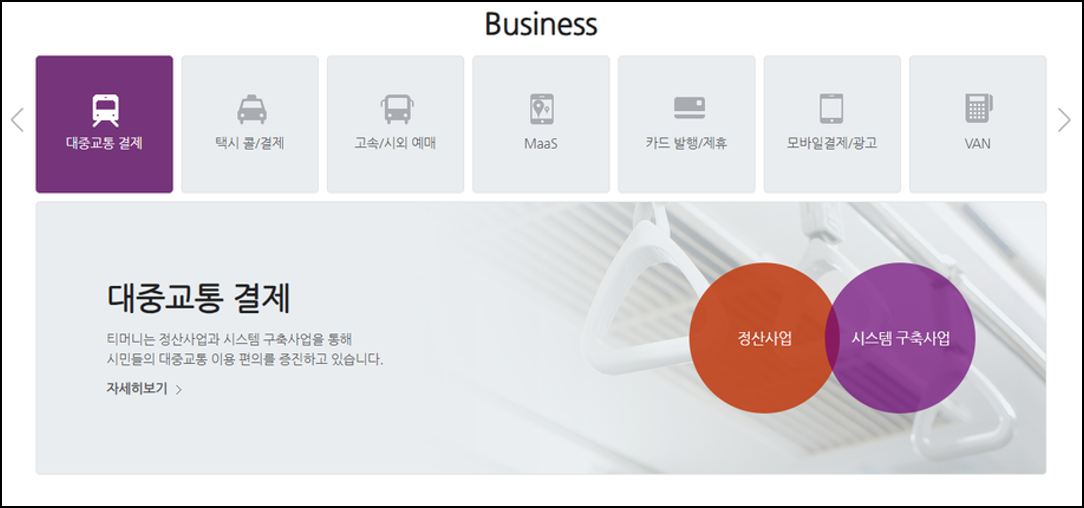 Business
대중교통 결제
택시 콜/결제
고속/시외 예매
MaaS
카드 발행/제휴
모바일결제/광고
VAN
대중교통 결제
티머니는 정산사업과 시스템 구축사업을 통해
시민들의 대중교통 이용 편의를 증진하고 있습니다.
자세히보기
정산사업
시스템 구축사업